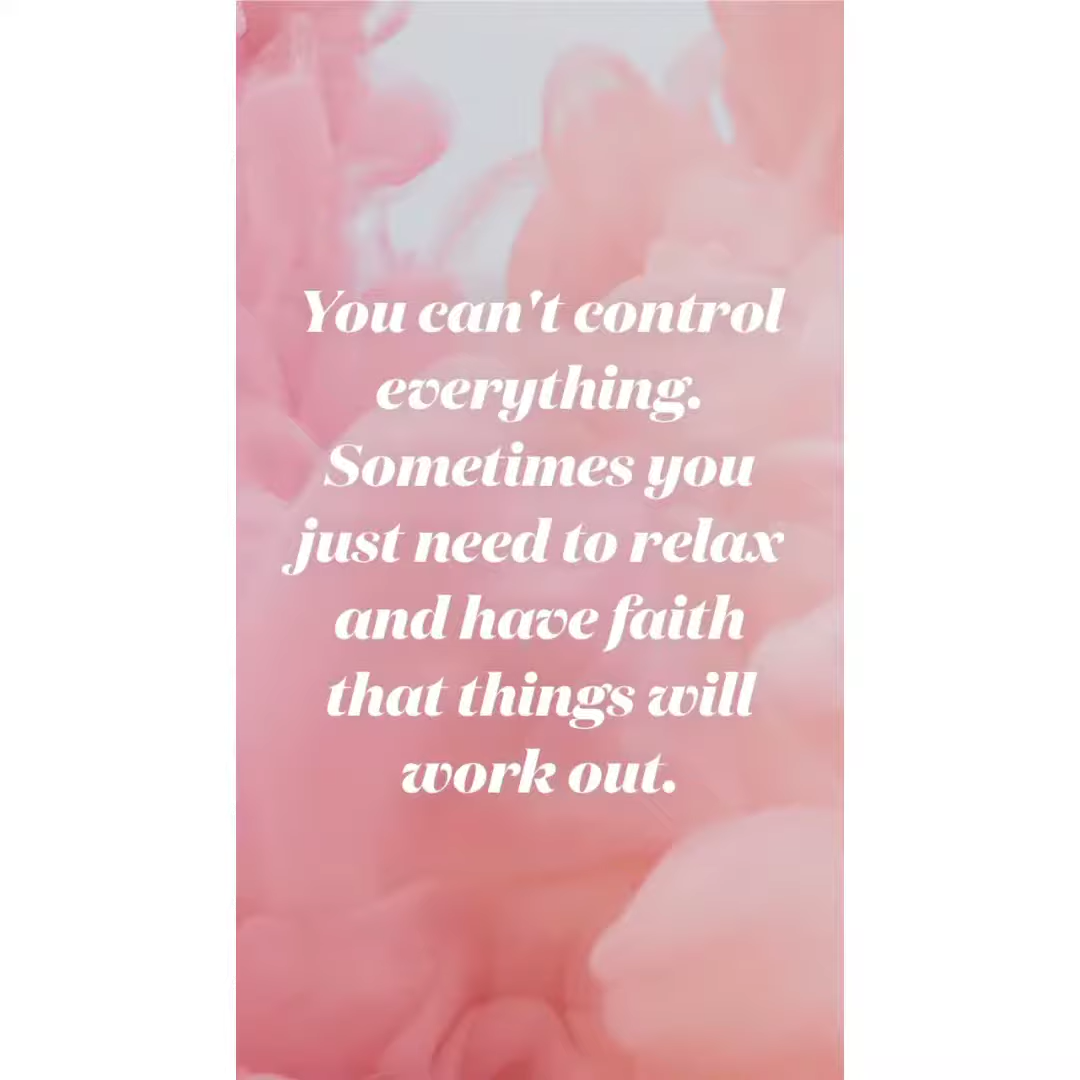 You can't control
everything.
Sometimes you
just need to relax
and have faith
that things will
work out.